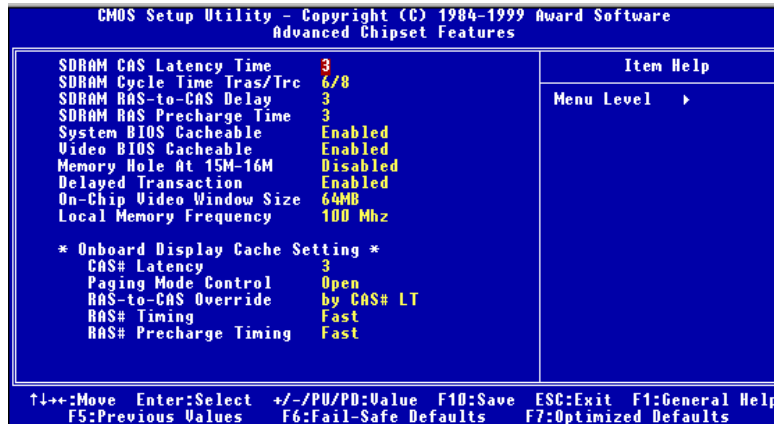 CMOS Setup Utility - Copyright (C) 1984-1999 Award Software
Advanced Chipset Features
SDRAM CAS Latency Time 3
SDRAM Cycle Time Tras/Trc 6/8
SDRAM RAS-to-CAS Delay 3
SDRAM RAS Precharge Time 3
System BIOS Cacheable Enabled
Video BIOS Cacheable Enabled
Memory Hole At 15M-16M Disabled
Delayed Transaction Enabled
On-Chip Video Window Size 64MB
Local Memory Frequency 100 Mhz
* Onboard Display Cache Setting *
CAS# Latency 3
Paging Mode Control Open
RAS-to-CAS Override by CAS# LT
RAS# Timing Fast
RAS# Precharge Timing Fast
Item Help
Menu Level ▸
↑↓→←:Move Enter:Select +/-/PU/PD:Value F10:Save ESC:Exit F1:General Help
F5:Previous Values F6:Fail-Safe Defaults F7:Optimized Defaults